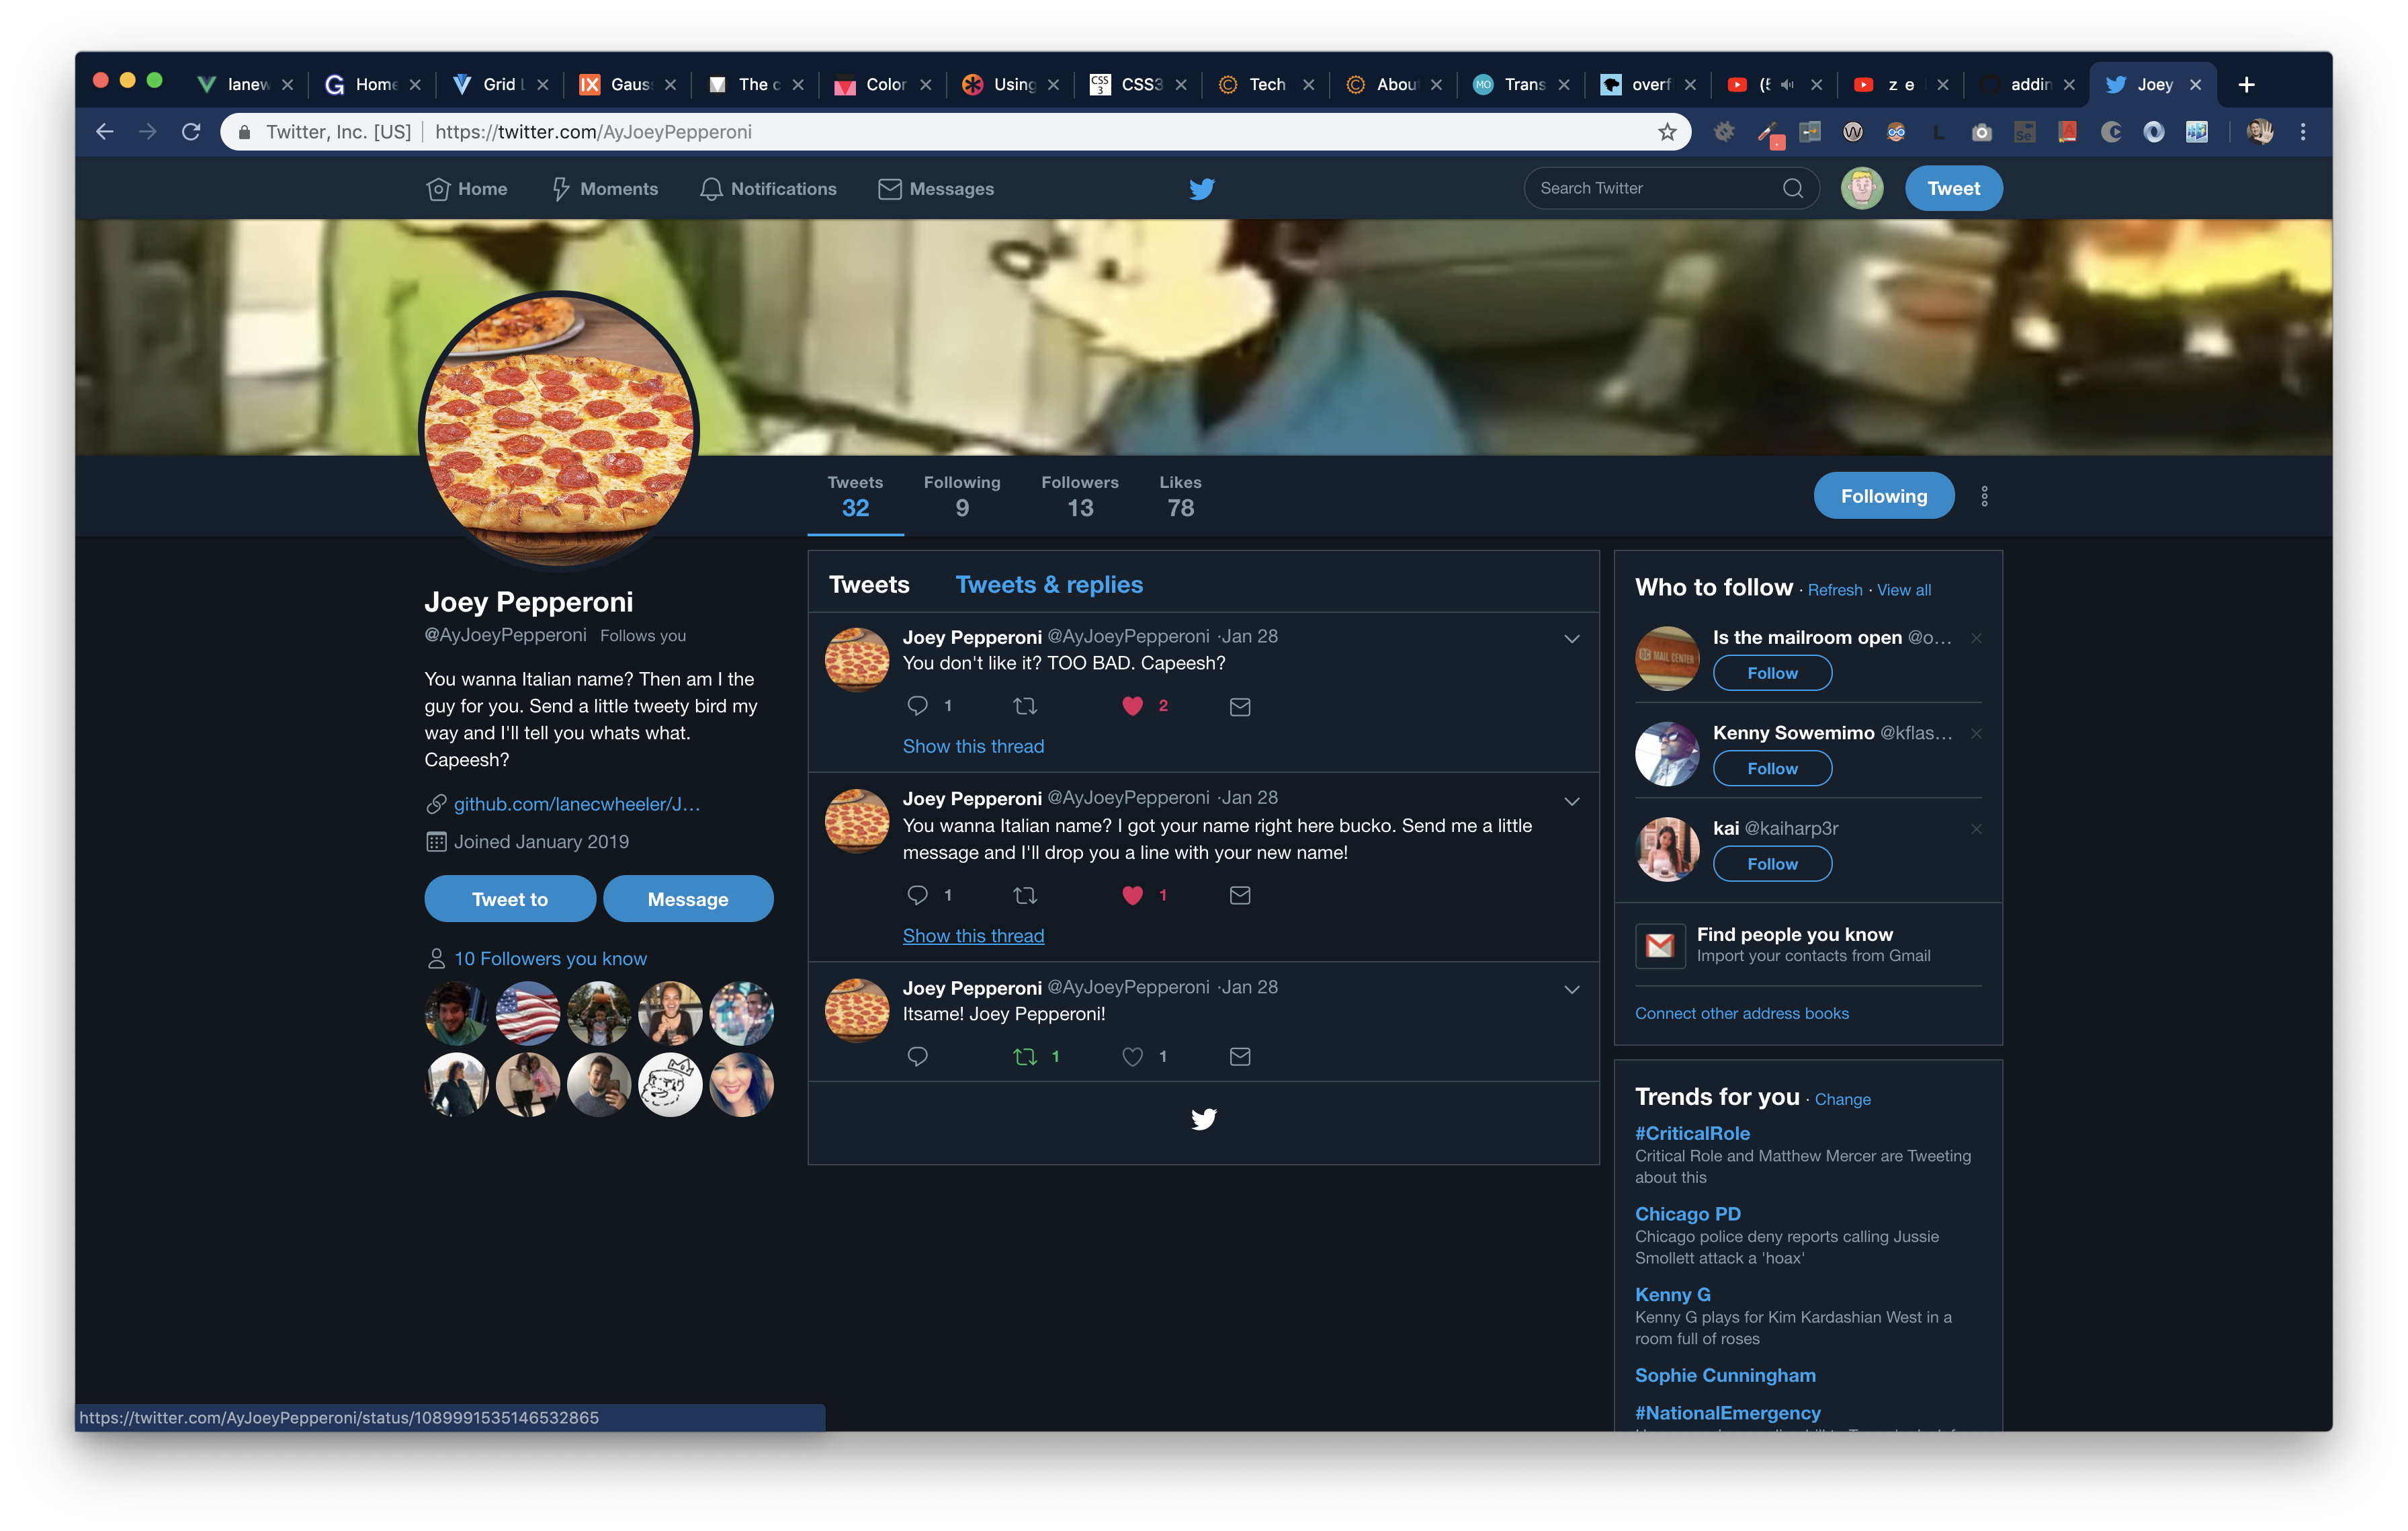 lanew
Home
Grid L
Gaus
The c
Color
Using
CSS3
Tech
Abou
Trans
overf
(5
z e
addin
Joey
Twitter, Inc. [US] https://twitter.com/AyJoeyPepperoni
Home Moments Notifications Messages Search Twitter Tweet
Tweets Following Followers Likes
32 9 13 78
Following
Joey Pepperoni
@AyJoeyPepperoni Follows you
You wanna Italian name? Then am I the
guy for you. Send a little tweety bird my
way and I'll tell you whats what.
Capeesh?
github.com/lanecwheeler/J…
Joined January 2019
Tweet to Message
10 Followers you know
Tweets Tweets & replies
Joey Pepperoni @AyJoeyPepperoni ·Jan 28
You don't like it? TOO BAD. Capeesh?
1 2
Show this thread
Joey Pepperoni @AyJoeyPepperoni ·Jan 28
You wanna Italian name? I got your name right here bucko. Send me a little
message and I'll drop you a line with your new name!
1 1
Show this thread
Joey Pepperoni @AyJoeyPepperoni ·Jan 28
Itsame! Joey Pepperoni!
1 1
Who to follow · Refresh · View all
MAIL CENTER
Is the mailroom open @o…
Follow
Kenny Sowemimo @kflas…
Follow
kai @kaiharp3r
Follow
Find people you know
Import your contacts from Gmail
Connect other address books
Trends for you · Change
#CriticalRole
Critical Role and Matthew Mercer are Tweeting
about this
Chicago PD
Chicago police deny reports calling Jussie
Smollett attack a 'hoax'
Kenny G
Kenny G plays for Kim Kardashian West in a
room full of roses
Sophie Cunningham
#NationalEmergency
https://twitter.com/AyJoeyPepperoni/status/1089991535146532865